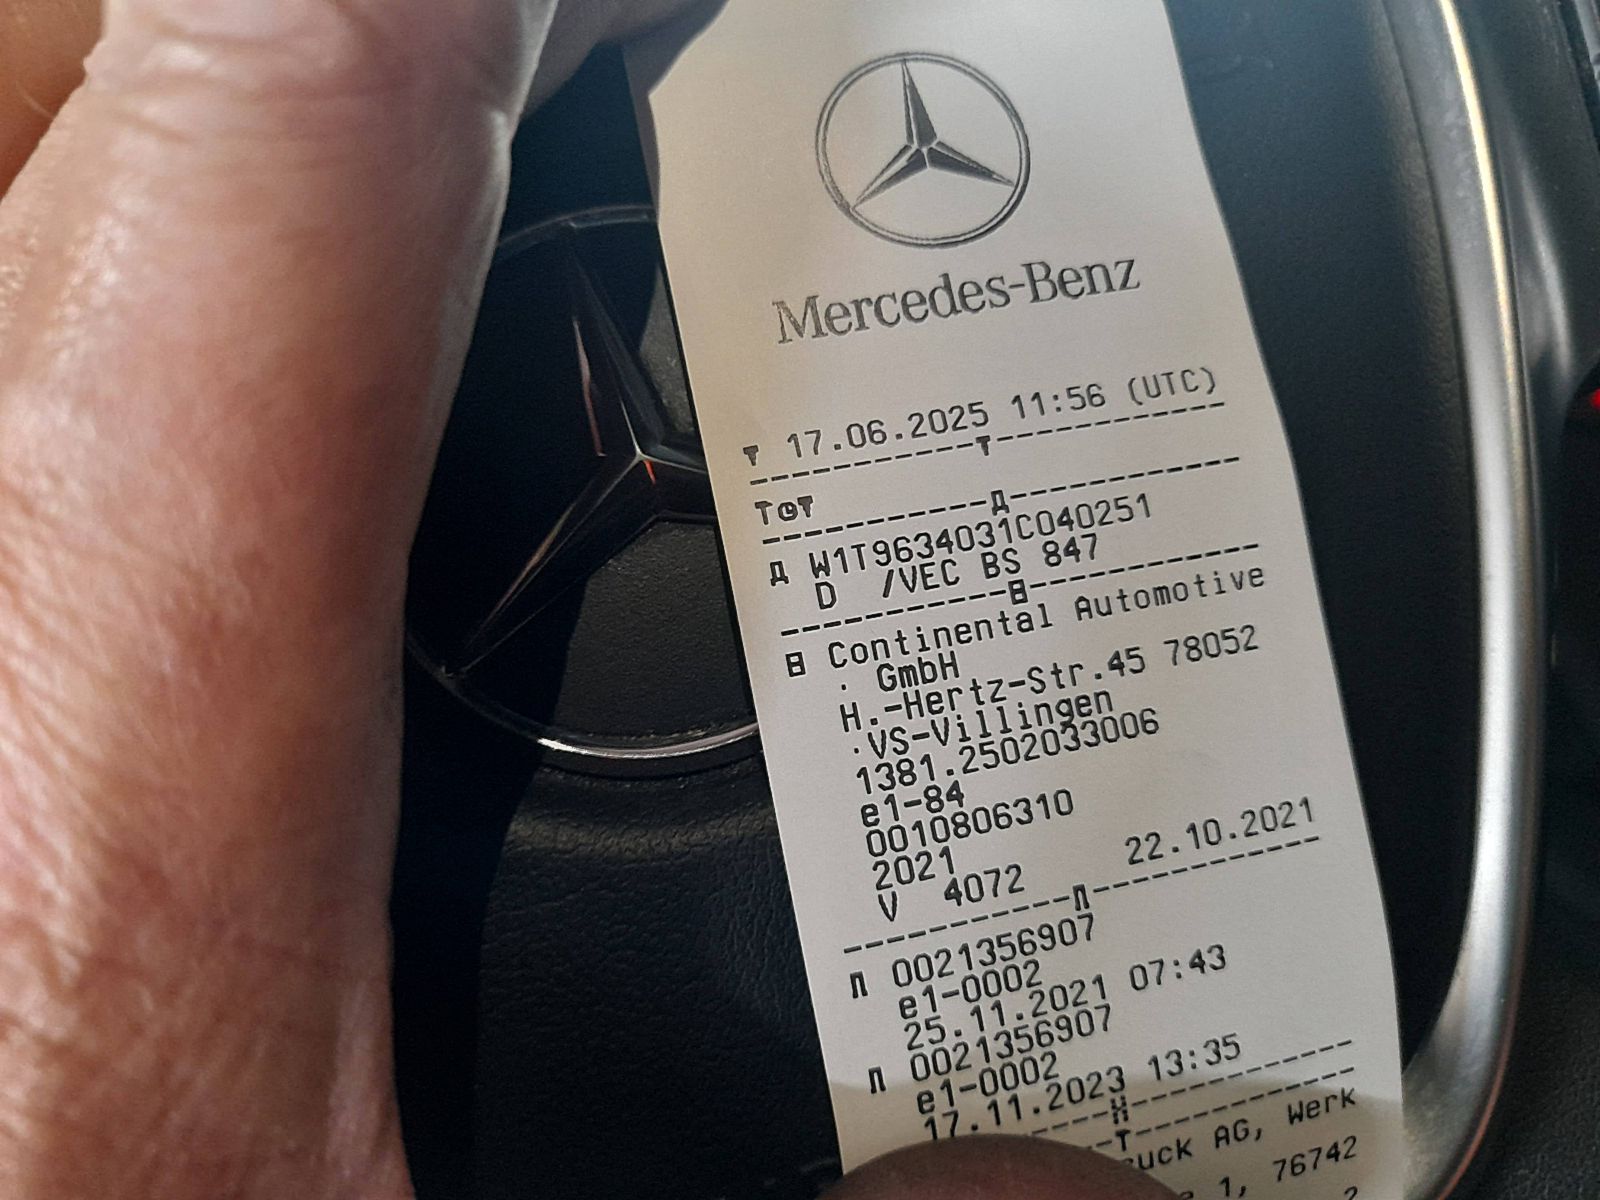 Mercedes-Benz
▼ 17.06.2025 11:56 (UTC)
-----------▼-----------
T⊙▼
-----------Д-----------
Д W1T9634031C040251
D /VEC BS 847
-----------B-----------
B Continental Automotive
. GmbH
H.-Hertz-Str.45 78052
.VS-Villingen
1381.2502033006
e1-84
0010806310
2021
V 4072 22.10.2021
-----------Л-----------
Л 0021356907
e1-0002
25.11.2021 07:43
Л 0021356907
e1-0002
17.11.2023 13:35
uck AG, Werk
1, 76742
2